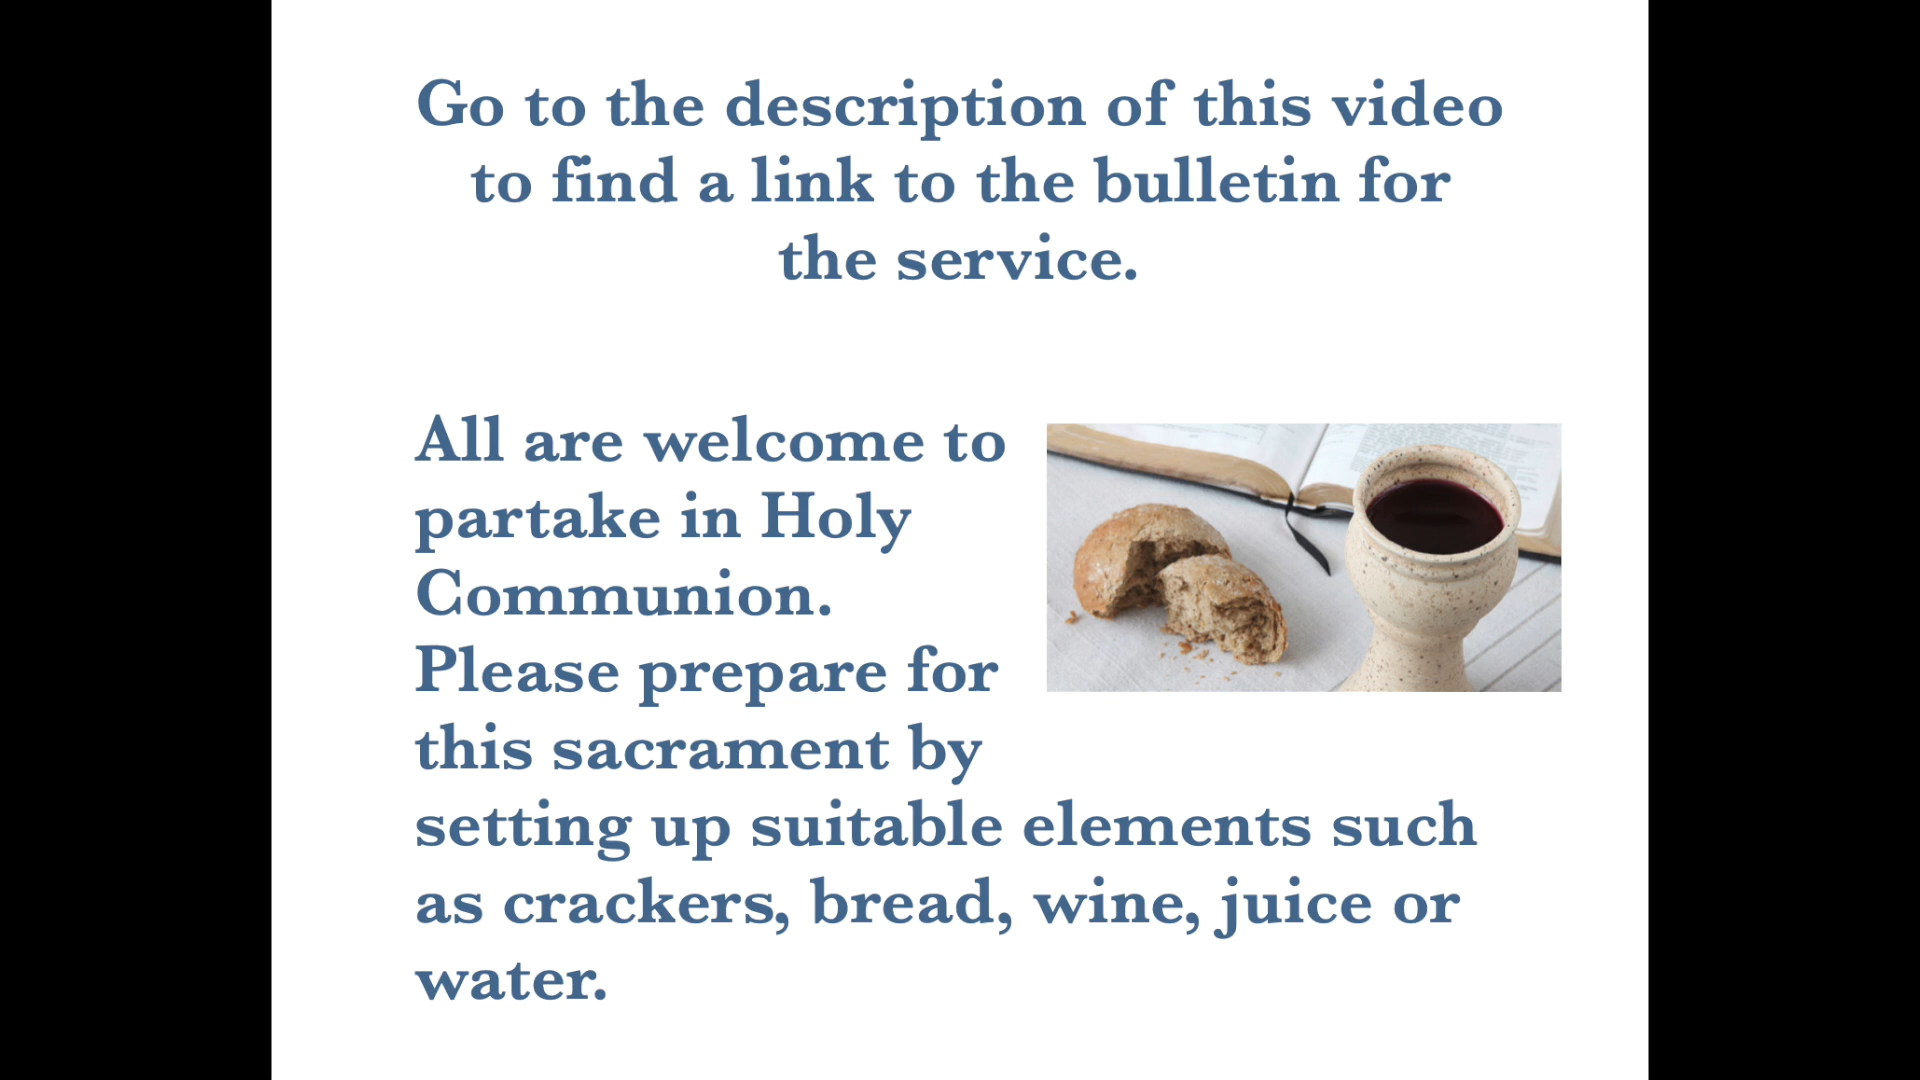 Go to the description of this video
to find a link to the bulletin for
the service.
All are welcome to
partake in Holy
Communion.
Please prepare for
this sacrament by
setting up suitable elements such
as crackers, bread, wine, juice or
water.